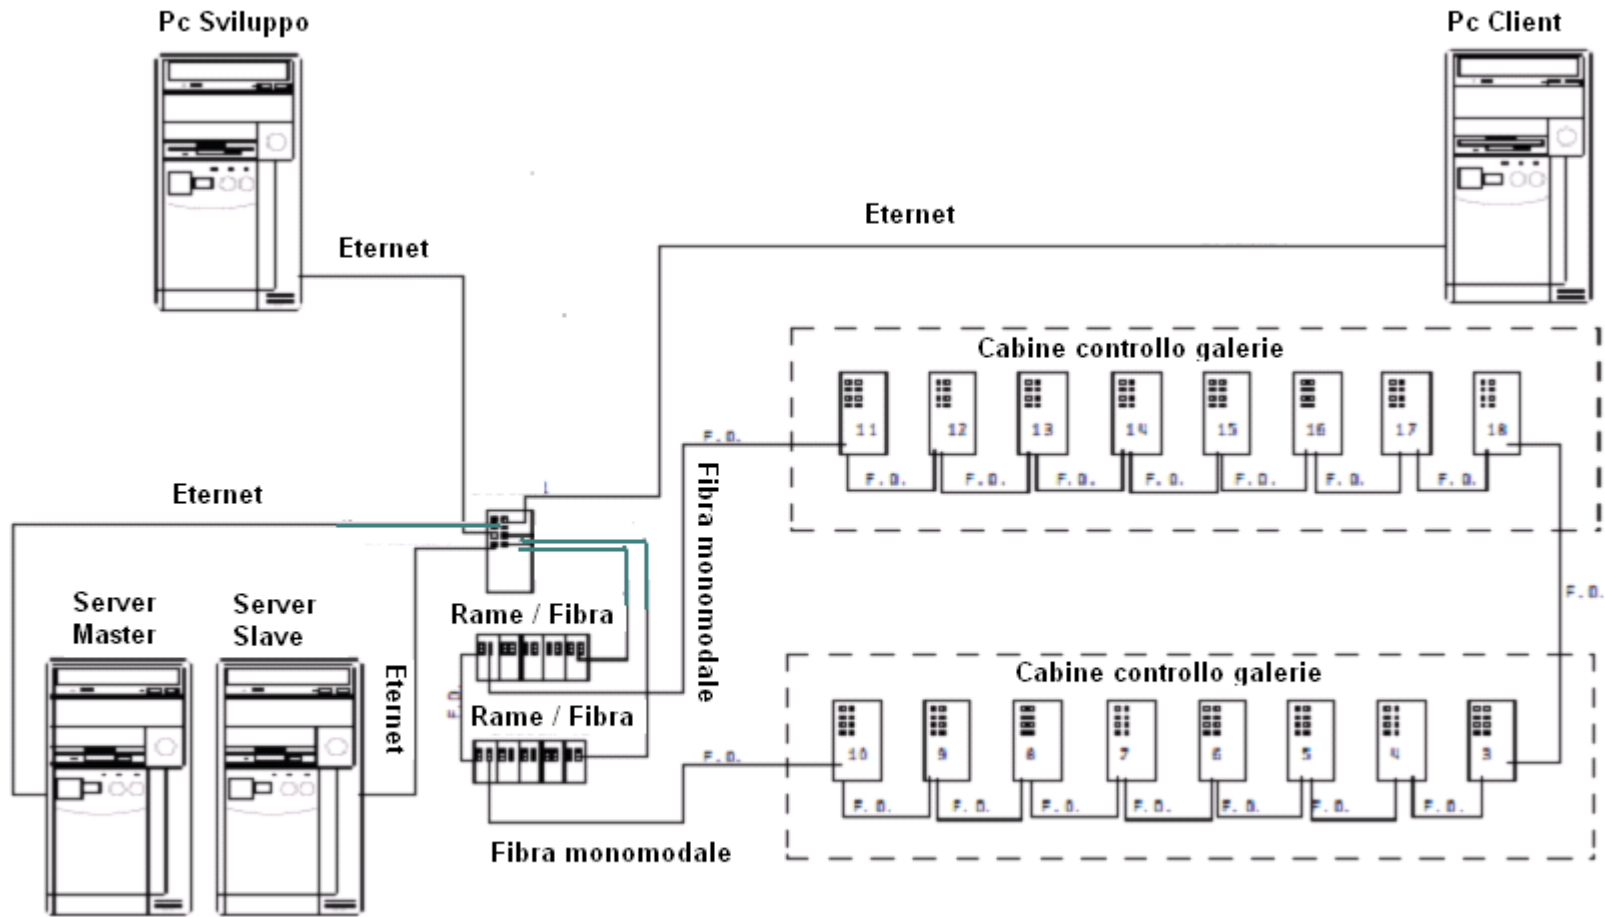 Pc Sviluppo
Pc Client
Eternet
Eternet
Cabine controllo galerie
11
12
13
14
15
16
17
18
F.O.
F.O.
F.O.
F.O.
F.O.
F.O.
F.O.
F.O.
Fibra monomodale
Eternet
1
F.O.
Server
Master
Server
Slave
Eternet
Rame / Fibra
F.O.
Rame / Fibra
Cabine controllo galerie
F.O.
10
9
8
7
6
5
4
3
F.O.
F.O.
F.O.
F.O.
F.O.
F.O.
F.O.
Fibra monomodale